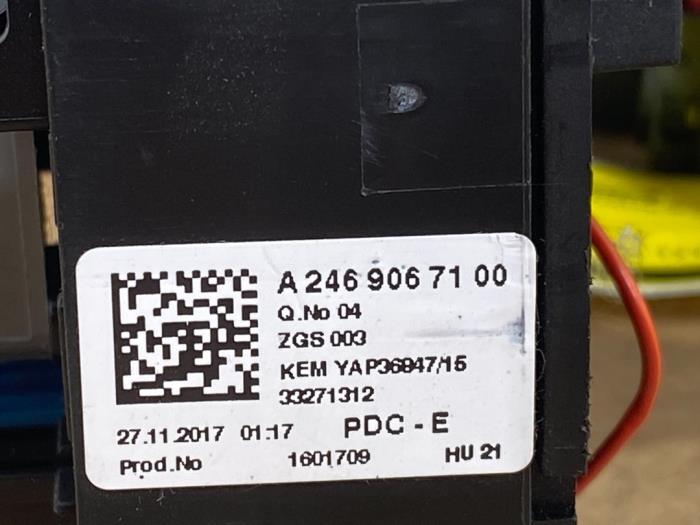 A 246 906 71 00
Q.No 04
ZGS 003
KEM YAP36947/15
33271312
27.11.2017 01:17 PDC - E
Prod.No 1601709 HU 21